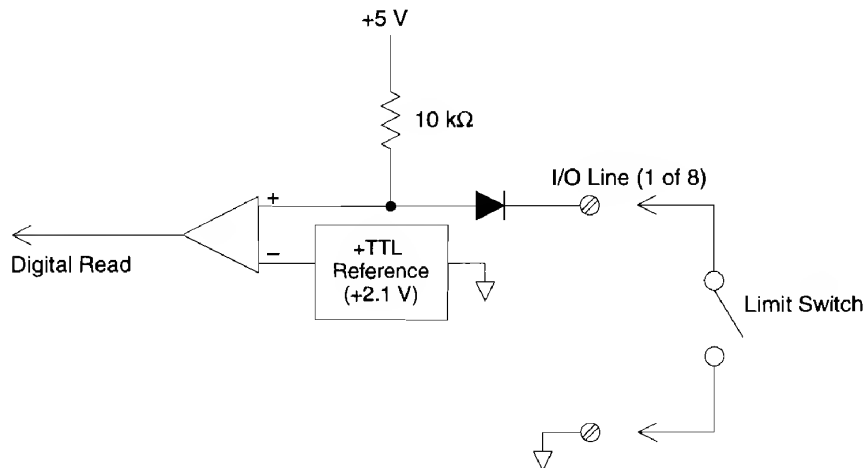 +5 V
10 kΩ
I/O Line (1 of 8)
+
−
+TTL
Reference
(+2.1 V)
Digital Read
Limit Switch